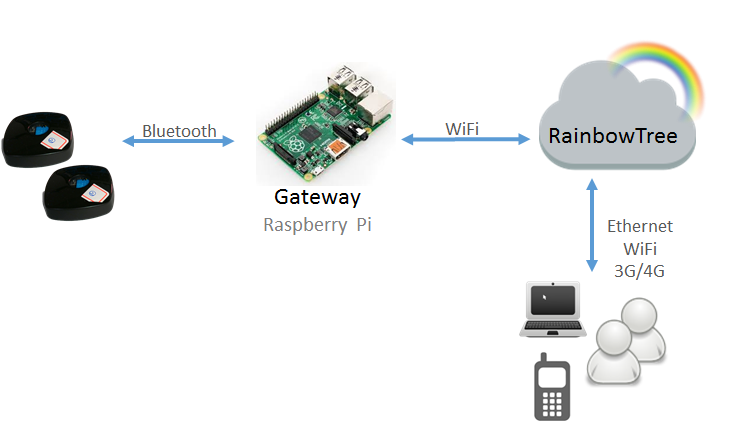 Bluetooth
WiFi
RainbowTree
Gateway
Raspberry Pi
Ethernet
WiFi
3G/4G